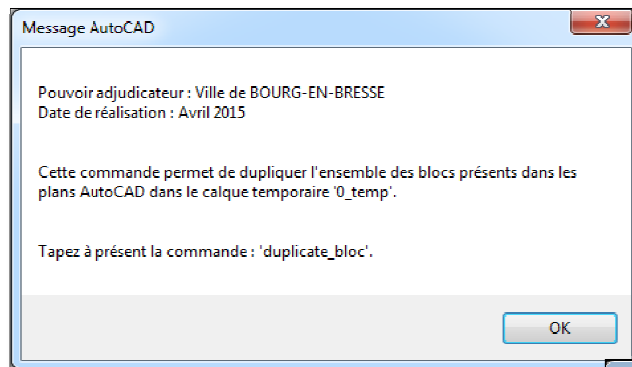 Message AutoCAD
Pouvoir adjudicateur : Ville de BOURG-EN-BRESSE
Date de réalisation : Avril 2015
Cette commande permet de dupliquer l'ensemble des blocs présents dans les
plans AutoCAD dans le calque temporaire '0_temp'.
Tapez à présent la commande : 'duplicate_bloc'.
OK